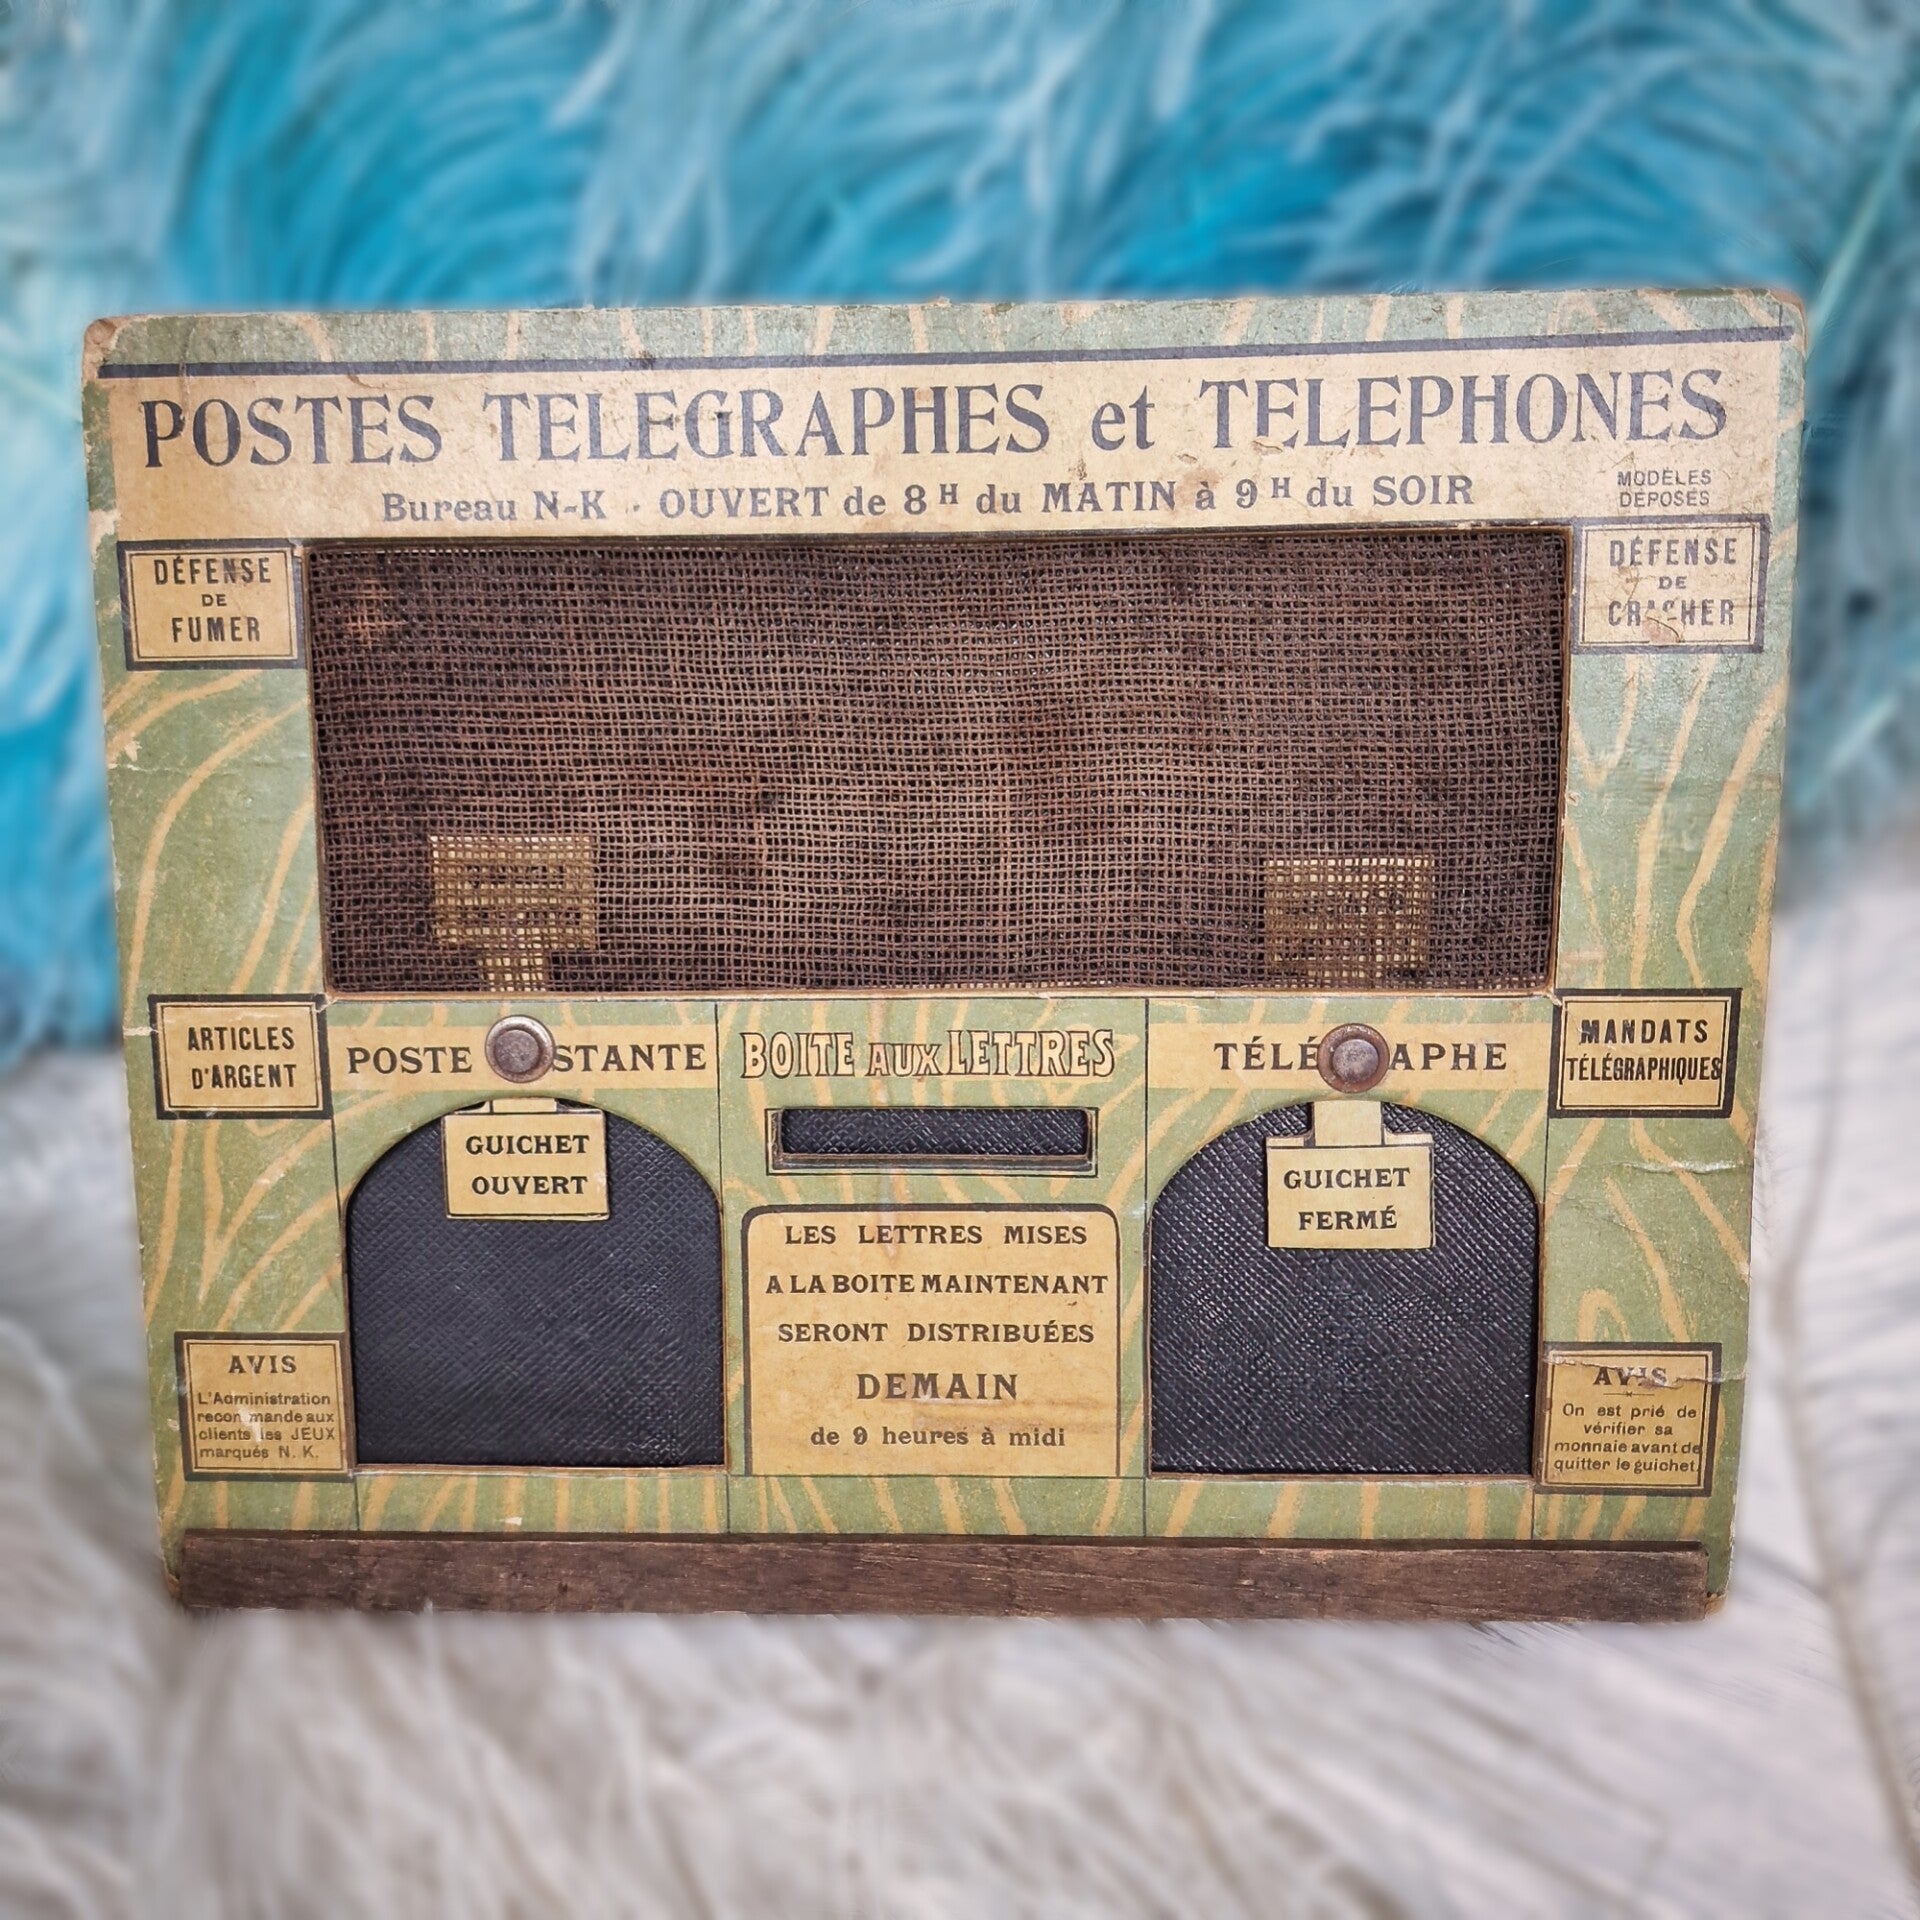 POSTES TELEGRAPHES et TELEPHONES
Bureau N-K · OUVERT de 8 H du MATIN à 9 H du SOIR
MODÈLES
DÉPOSÉS
DÉFENSE
DE
FUMER
DÉFENSE
DE
CRACHER
ARTICLES
D'ARGENT
POSTE STANTE
BOITE AUX LETTRES
TÉLÉ APHE
MANDATS
TÉLÉGRAPHIQUES
GUICHET
OUVERT
GUICHET
FERMÉ
LES LETTRES MISES
A LA BOITE MAINTENANT
SERONT DISTRIBUÉES
DEMAIN
de 9 heures à midi
AVIS
L'Administration
recommande aux
clients les JEUX
marqués N. K.
AVIS
On est prié de
vérifier sa
monnaie avant de
quitter le guichet.